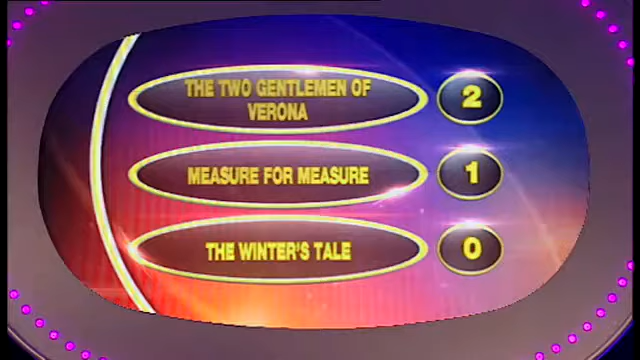 THE TWO GENTLEMEN OF
VERONA
2
MEASURE FOR MEASURE
1
THE WINTER'S TALE
0